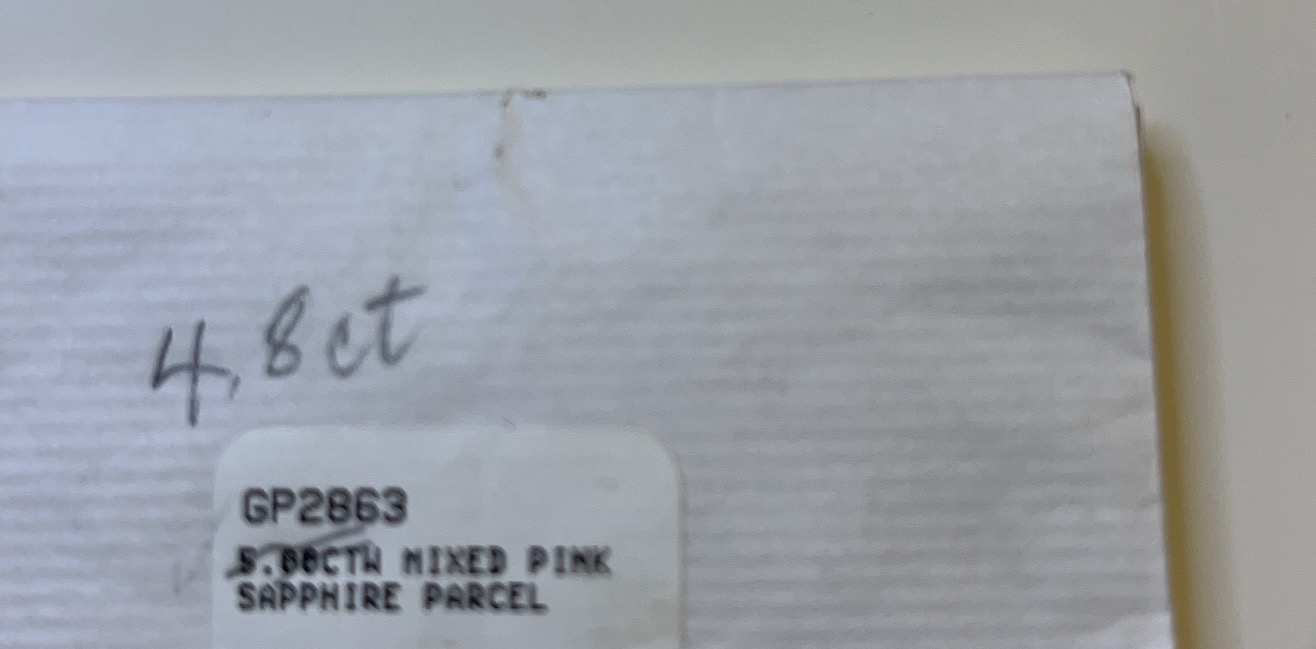 4.8ct
GP2863
5.00CTW MIXED PINK
SAPPHIRE PARCEL